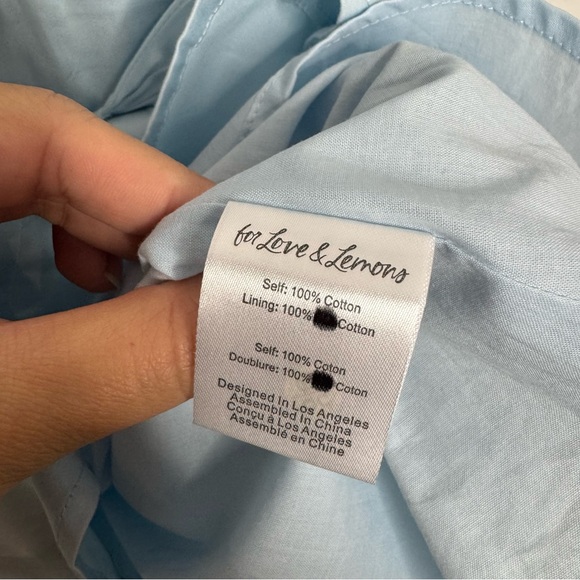 for Love & Lemons
Self: 100% Cotton
Lining: 100% Cotton
Self: 100% Coton
Doublure: 100% Coton
Designed In Los Angeles
Assembled in China
Conçu à Los Angeles
Assemblé en Chine